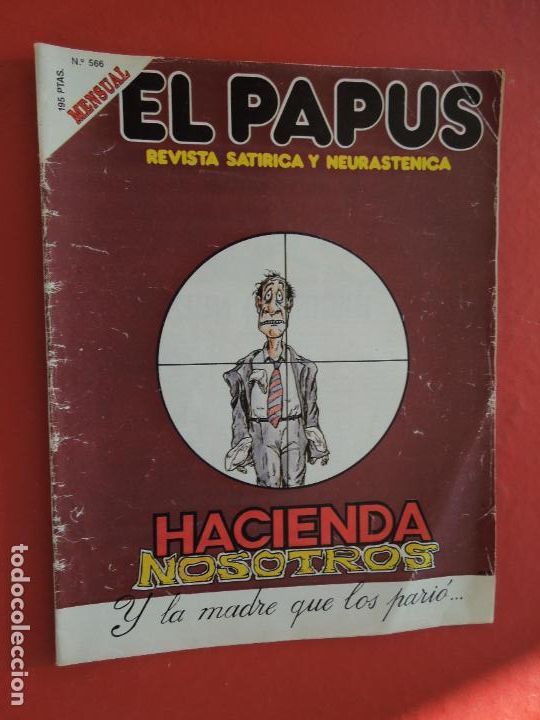 Nº 566
195 PTAS.
MENSUAL
EL PAPUS
REVISTA SATIRICA Y NEURASTENICA
HACIENDA
NOSOTROS
Y la madre que los parió...
todocoleccion